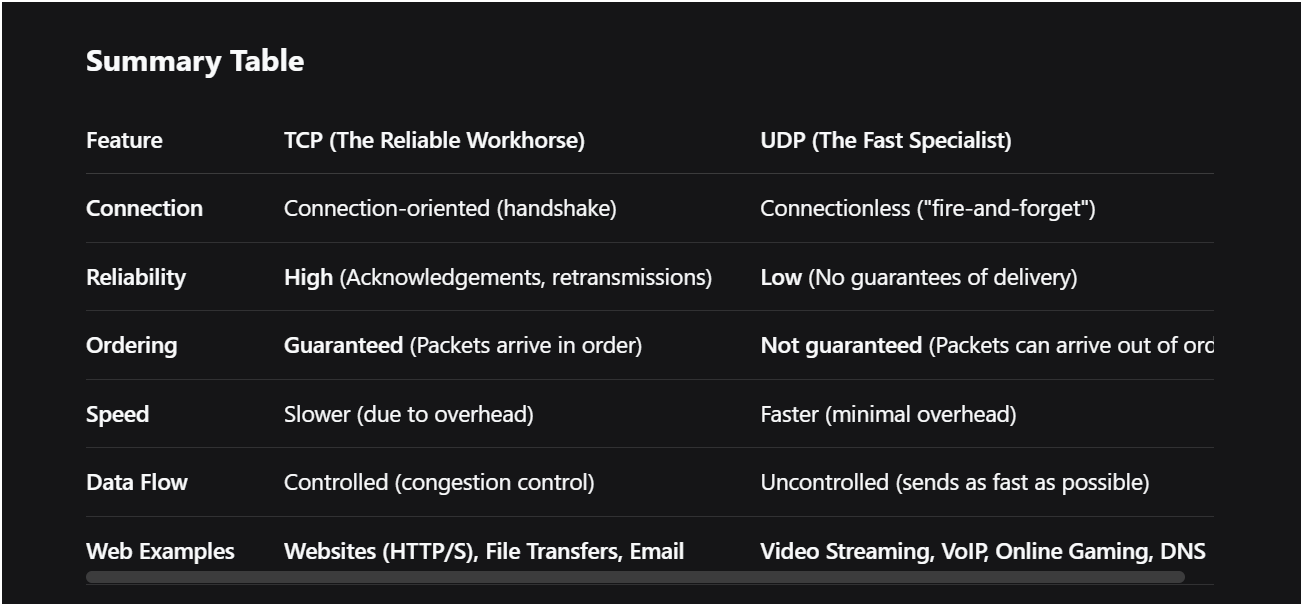 Summary Table
Feature TCP (The Reliable Workhorse) UDP (The Fast Specialist)
Connection Connection-oriented (handshake) Connectionless ("fire-and-forget")
Reliability High (Acknowledgements, retransmissions) Low (No guarantees of delivery)
Ordering Guaranteed (Packets arrive in order) Not guaranteed (Packets can arrive out of ord
Speed Slower (due to overhead) Faster (minimal overhead)
Data Flow Controlled (congestion control) Uncontrolled (sends as fast as possible)
Web Examples Websites (HTTP/S), File Transfers, Email Video Streaming, VoIP, Online Gaming, DNS